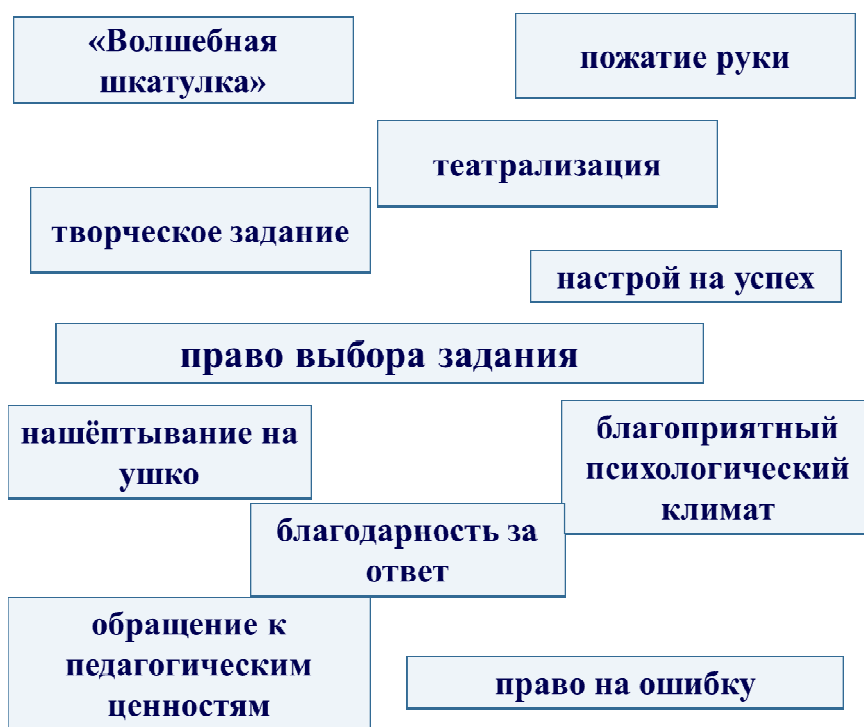 «Волшебная
шкатулка»
пожатие руки
театрализация
творческое задание
настрой на успех
право выбора задания
нашёптывание на
ушко
благоприятный
психологический
климат
благодарность за
ответ
обращение к
педагогическим
ценностям
право на ошибку